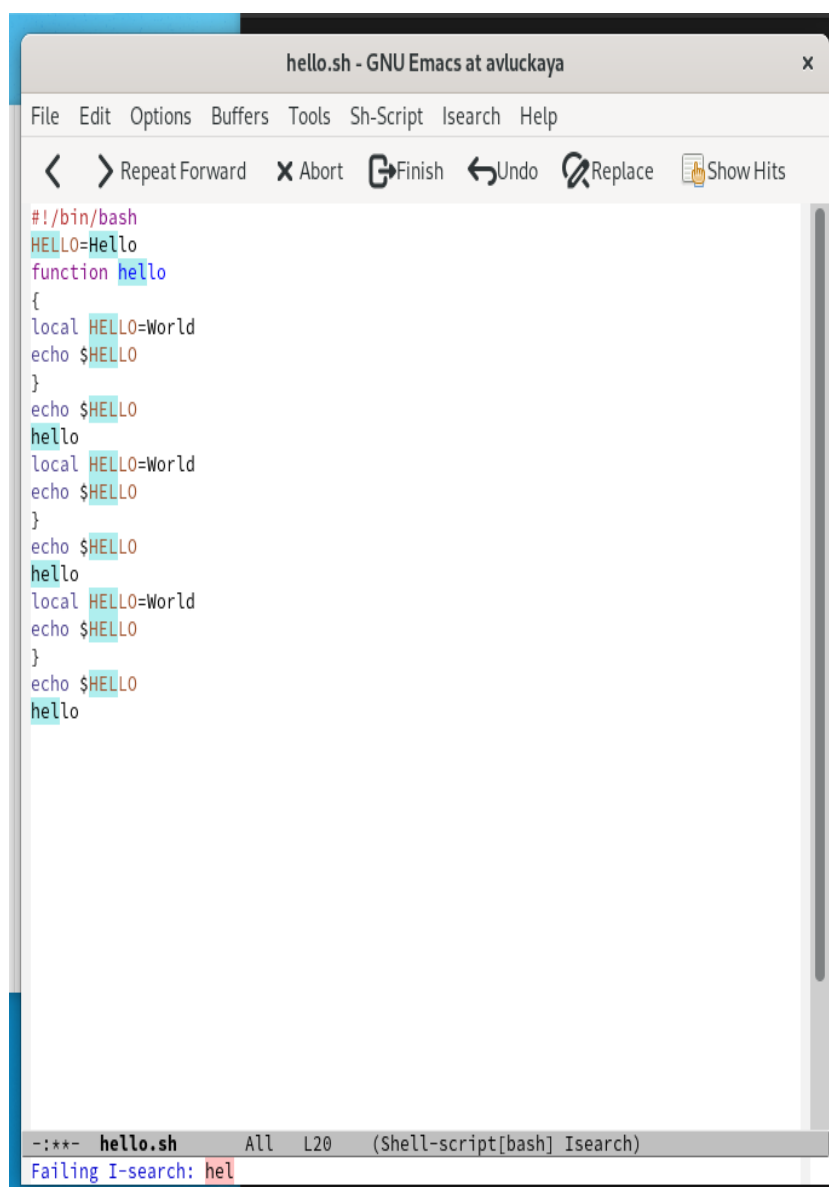 hello.sh - GNU Emacs at avluckaya x
File Edit Options Buffers Tools Sh-Script Isearch Help
Repeat Forward Abort Finish Undo Replace Show Hits
#!/bin/bash
HELLO=Hello
function hello
{
local HELLO=World
echo $HELLO
}
echo $HELLO
hello
local HELLO=World
echo $HELLO
}
echo $HELLO
hello
local HELLO=World
echo $HELLO
}
echo $HELLO
hello
-:**- hello.sh All L20 (Shell-script[bash] Isearch)
Failing I-search: hel